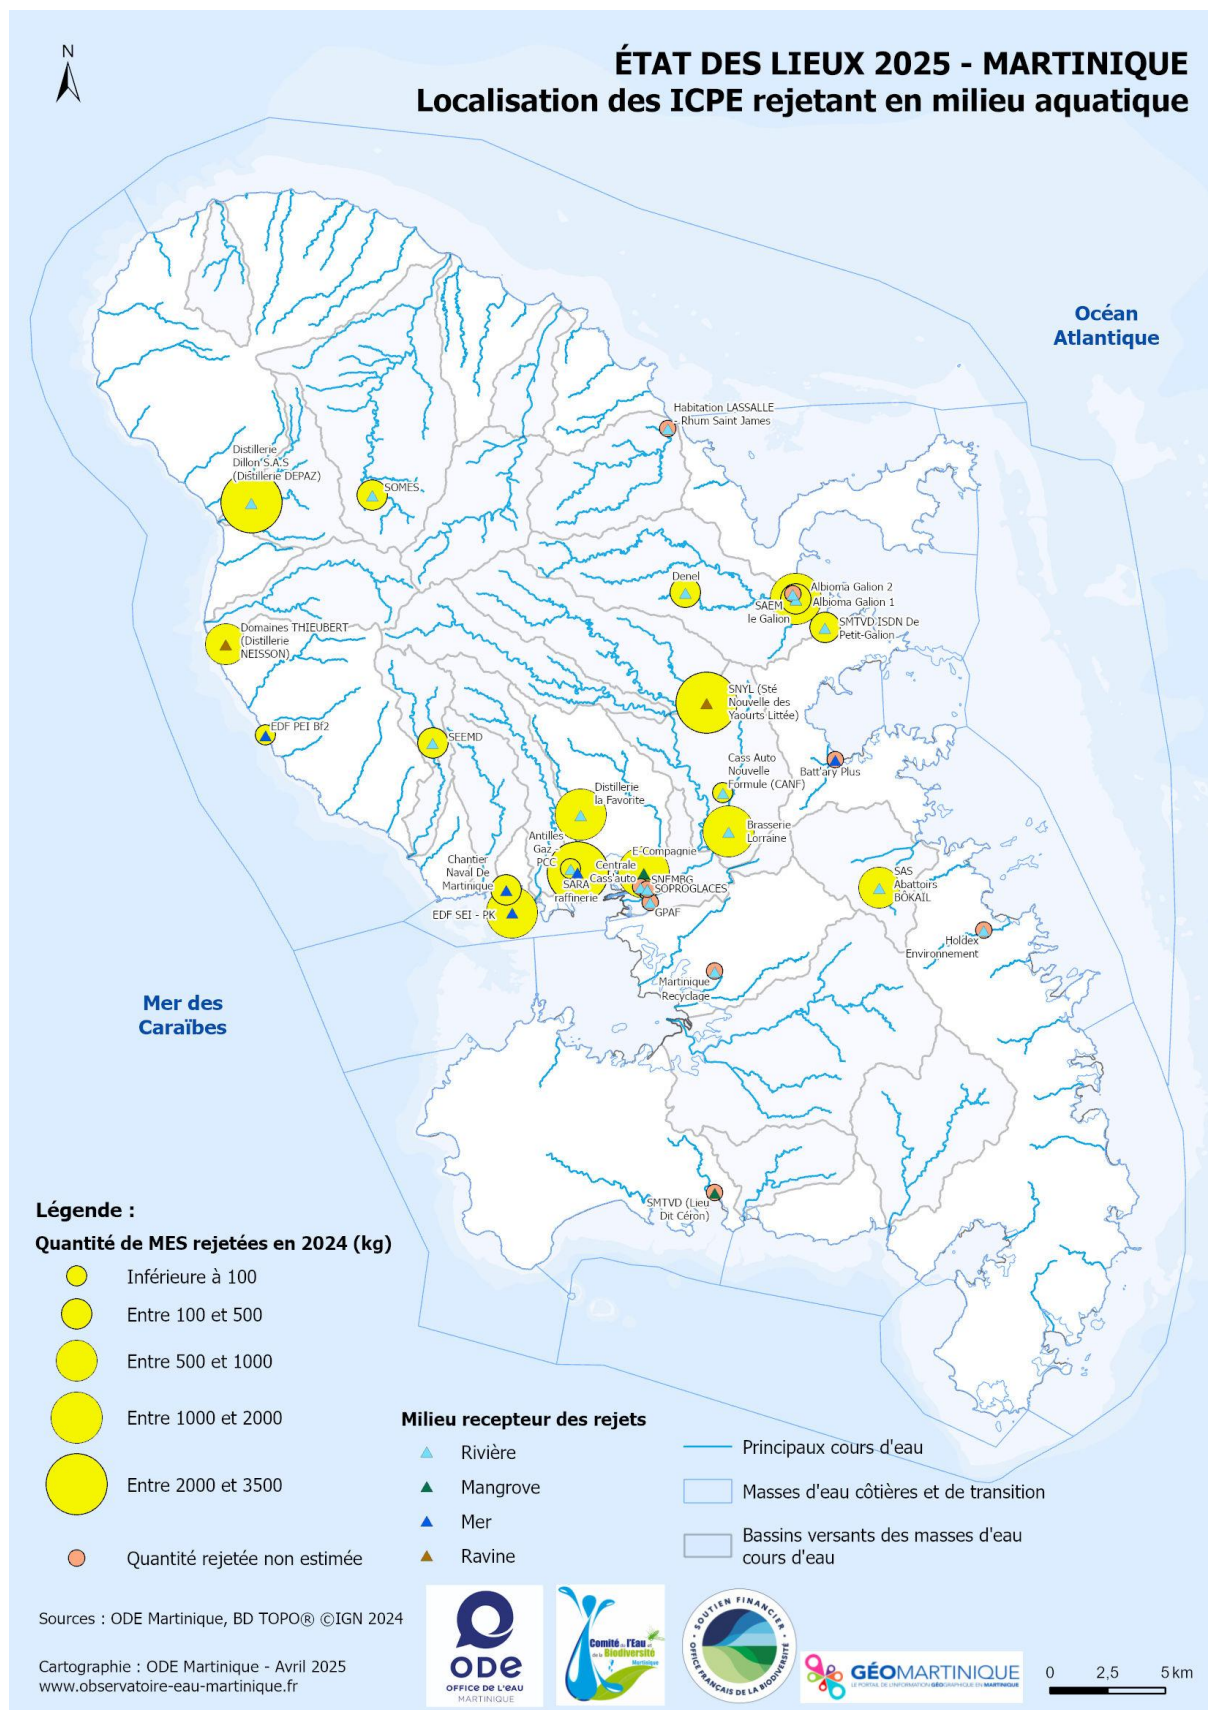 N
ÉTAT DES LIEUX 2025 - MARTINIQUE
Localisation des ICPE rejetant en milieu aquatique
Océan
Atlantique
Habitation LASSALLE
- Rhum Saint James
Distillerie
Dillon S.A.S
(Distillerie DEPAZ)
SOMES
Denel
Albioma Galion 2
Albioma Galion 1
SAEM
le Galion
SMTVD ISDN De
Petit-Galion
Domaines THIEUBERT
(Distillerie
NEISSON)
SNYL (Sté
Nouvelle des
Yaourts Littée)
EDF PEI Bf2
SEEMD
Batt'ary Plus
Cass Auto
Nouvelle
Formule (CANF)
Distillerie
la Favorite
Brasserie
Lorraine
Antilles
Gaz -
PCC
E-Compagnie
Centrale
Cass'auto
SNEMBG
SOPROGLACES
SARA
raffinerie
GPAF
Chantier
Naval De
Martinique
EDF SEI - PK
SAS
Abattoirs
BOKAIL
Holdex
Environnement
Martinique
Recyclage
Mer des
Caraïbes
SMTVD (Lieu
Dit Céron)
Légende :
Quantité de MES rejetées en 2024 (kg)
Inférieure à 100
Entre 100 et 500
Entre 500 et 1000
Entre 1000 et 2000
Entre 2000 et 3500
Quantité rejetée non estimée
Milieu recepteur des rejets
Rivière
Mangrove
Mer
Ravine
Principaux cours d'eau
Masses d'eau côtières et de transition
Bassins versants des masses d'eau
cours d'eau
Sources : ODE Martinique, BD TOPO® ©IGN 2024
Cartographie : ODE Martinique - Avril 2025
www.observatoire-eau-martinique.fr
ODe
OFFICE DE L'EAU
MARTINIQUE
Comité de l'Eau et
de la Biodiversité
Martinique
SOUTIEN FINANCIER
OFFICE FRANÇAIS DE LA BIODIVERSITÉ
GÉOMARTINIQUE
LE PORTAIL DE L'INFORMATION GÉOGRAPHIQUE EN MARTINIQUE
0 2,5 5 km